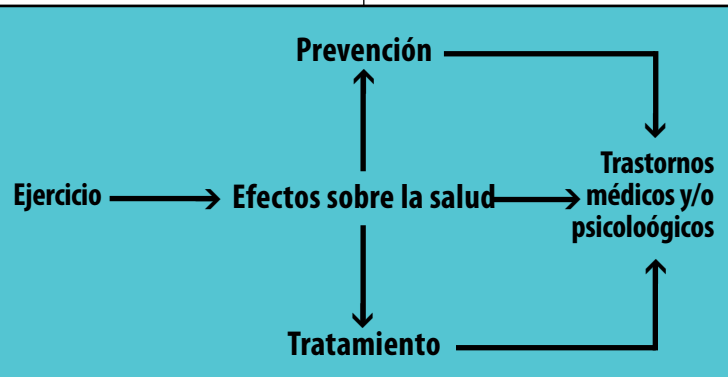 Prevención
Ejercicio
Efectos sobre la salud
Trastornos
médicos y/o
psicoloógicos
Tratamiento